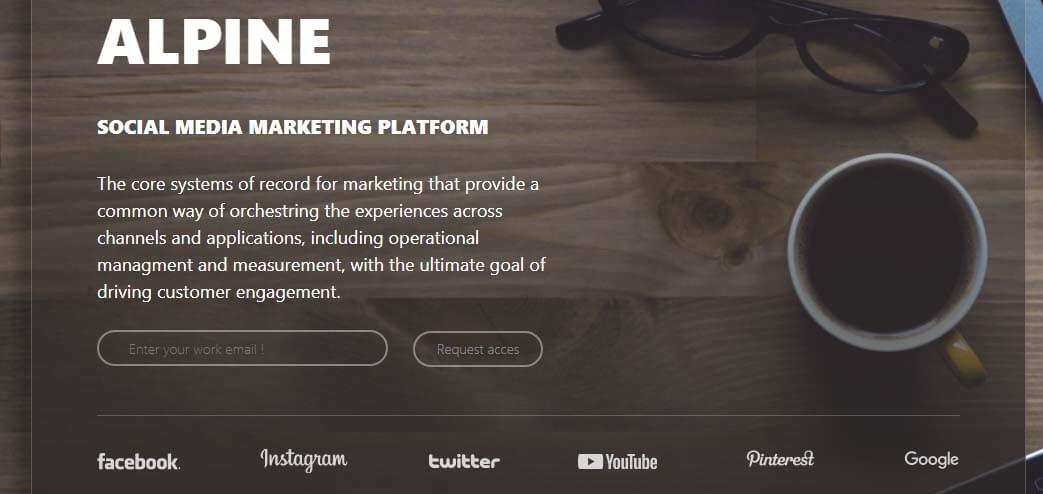 ALPINE
SOCIAL MEDIA MARKETING PLATFORM
The core systems of record for marketing that provide a
common way of orchestring the experiences across
channels and applications, including operational
managment and measurement, with the ultimate goal of
driving customer engagement.
Enter your work email ! Request acces
facebook. Instagram twitter YouTube Pinterest Google